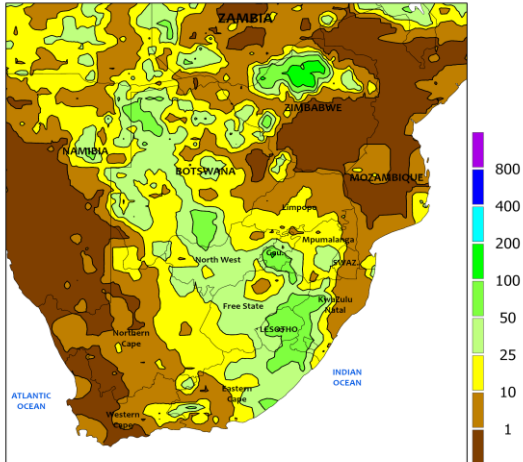 ZAMBIA
ZIMBABWE
NAMIBIA
BOTSWANA
MOZAMBIQUE
Limpopo
Mpumalanga
Gau.
North West
SWAZ.
Free State
KwaZulu
Natal
LESOTHO
Northern
Cape
Eastern
Cape
Western
Cape
ATLANTIC
OCEAN
INDIAN
OCEAN
800
400
200
100
50
25
10
1